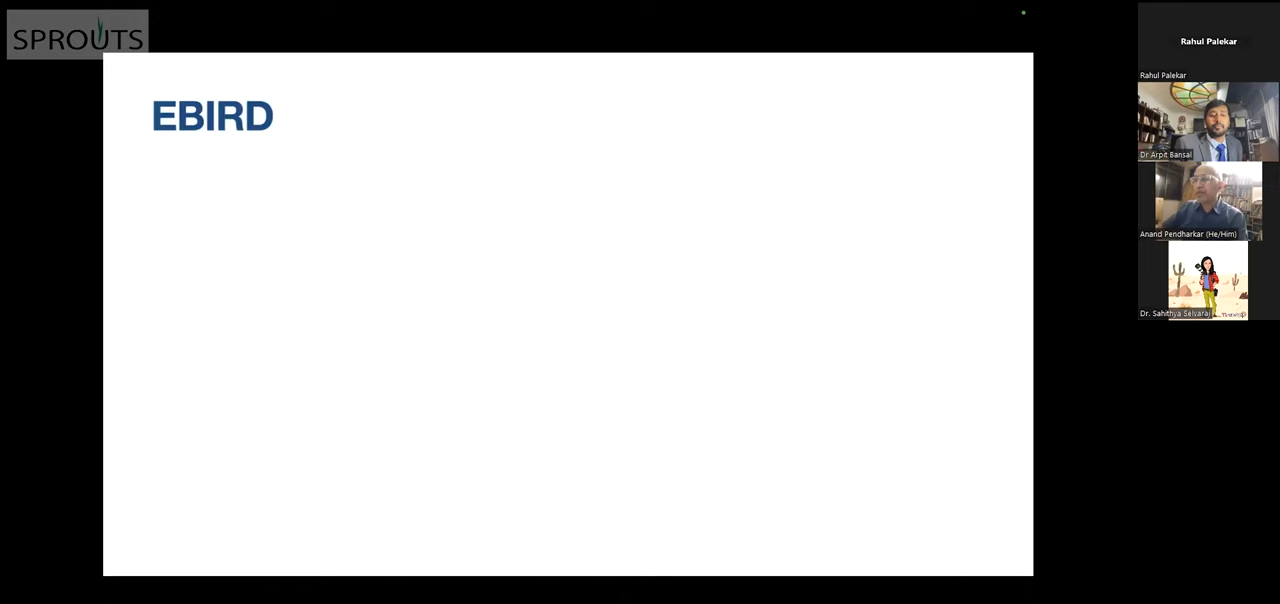 SPROUTS
EBIRD
Rahul Palekar
Rahul Palekar
Dr Arpit Bansal
Anand Pendharkar (He/Him)
Dr. Sahithya Selvaraj